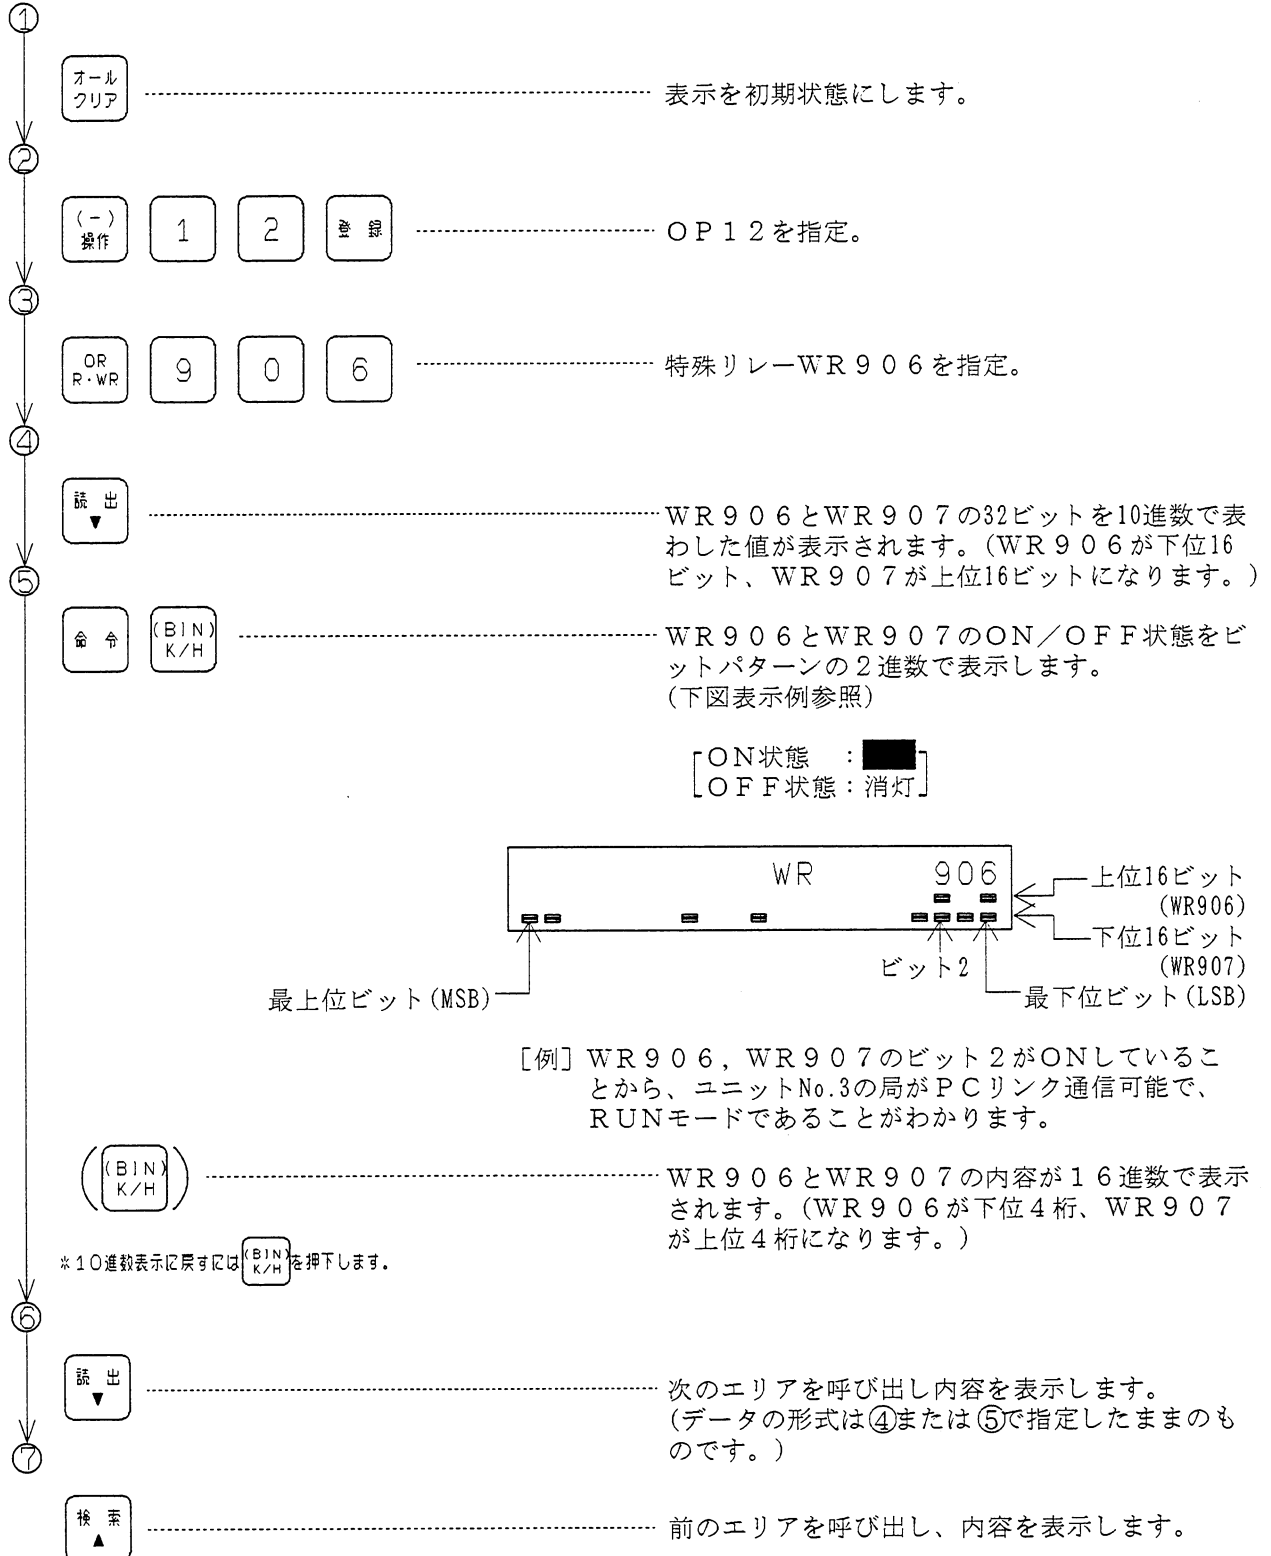 ①
オール
クリア
表示を初期状態にします。
②
(-)
操作
1
2
登 録
OP12を指定。
③
OR
R・WR
9
0
6
特殊リレーWR906を指定。
④
読 出
▼
WR906とWR907の32ビットを10進数で表
わした値が表示されます。(WR906が下位16
ビット、WR907が上位16ビットになります。)
⑤
命 令
(BIN)
K/H
WR906とWR907のON/OFF状態をビ
ットパターンの2進数で表示します。
(下図表示例参照)
ON状態 :
OFF状態:消灯
WR 906
上位16ビット
(WR906)
下位16ビット
(WR907)
ビット2
最上位ビット(MSB)
最下位ビット(LSB)
[例] WR906,WR907のビット2がONしているこ
とから、ユニットNo.3の局がPCリンク通信可能で、
RUNモードであることがわかります。
(BIN)
K/H
WR906とWR907の内容が16進数で表示
されます。(WR906が下位4桁、WR907
が上位4桁になります。)
※10進数表示に戻すには(BIN)K/Hを押下します。
⑥
読 出
▼
次のエリアを呼び出し内容を表示します。
(データの形式は④または⑤で指定したままのも
のです。)
⑦
検 索
▲
前のエリアを呼び出し、内容を表示します。